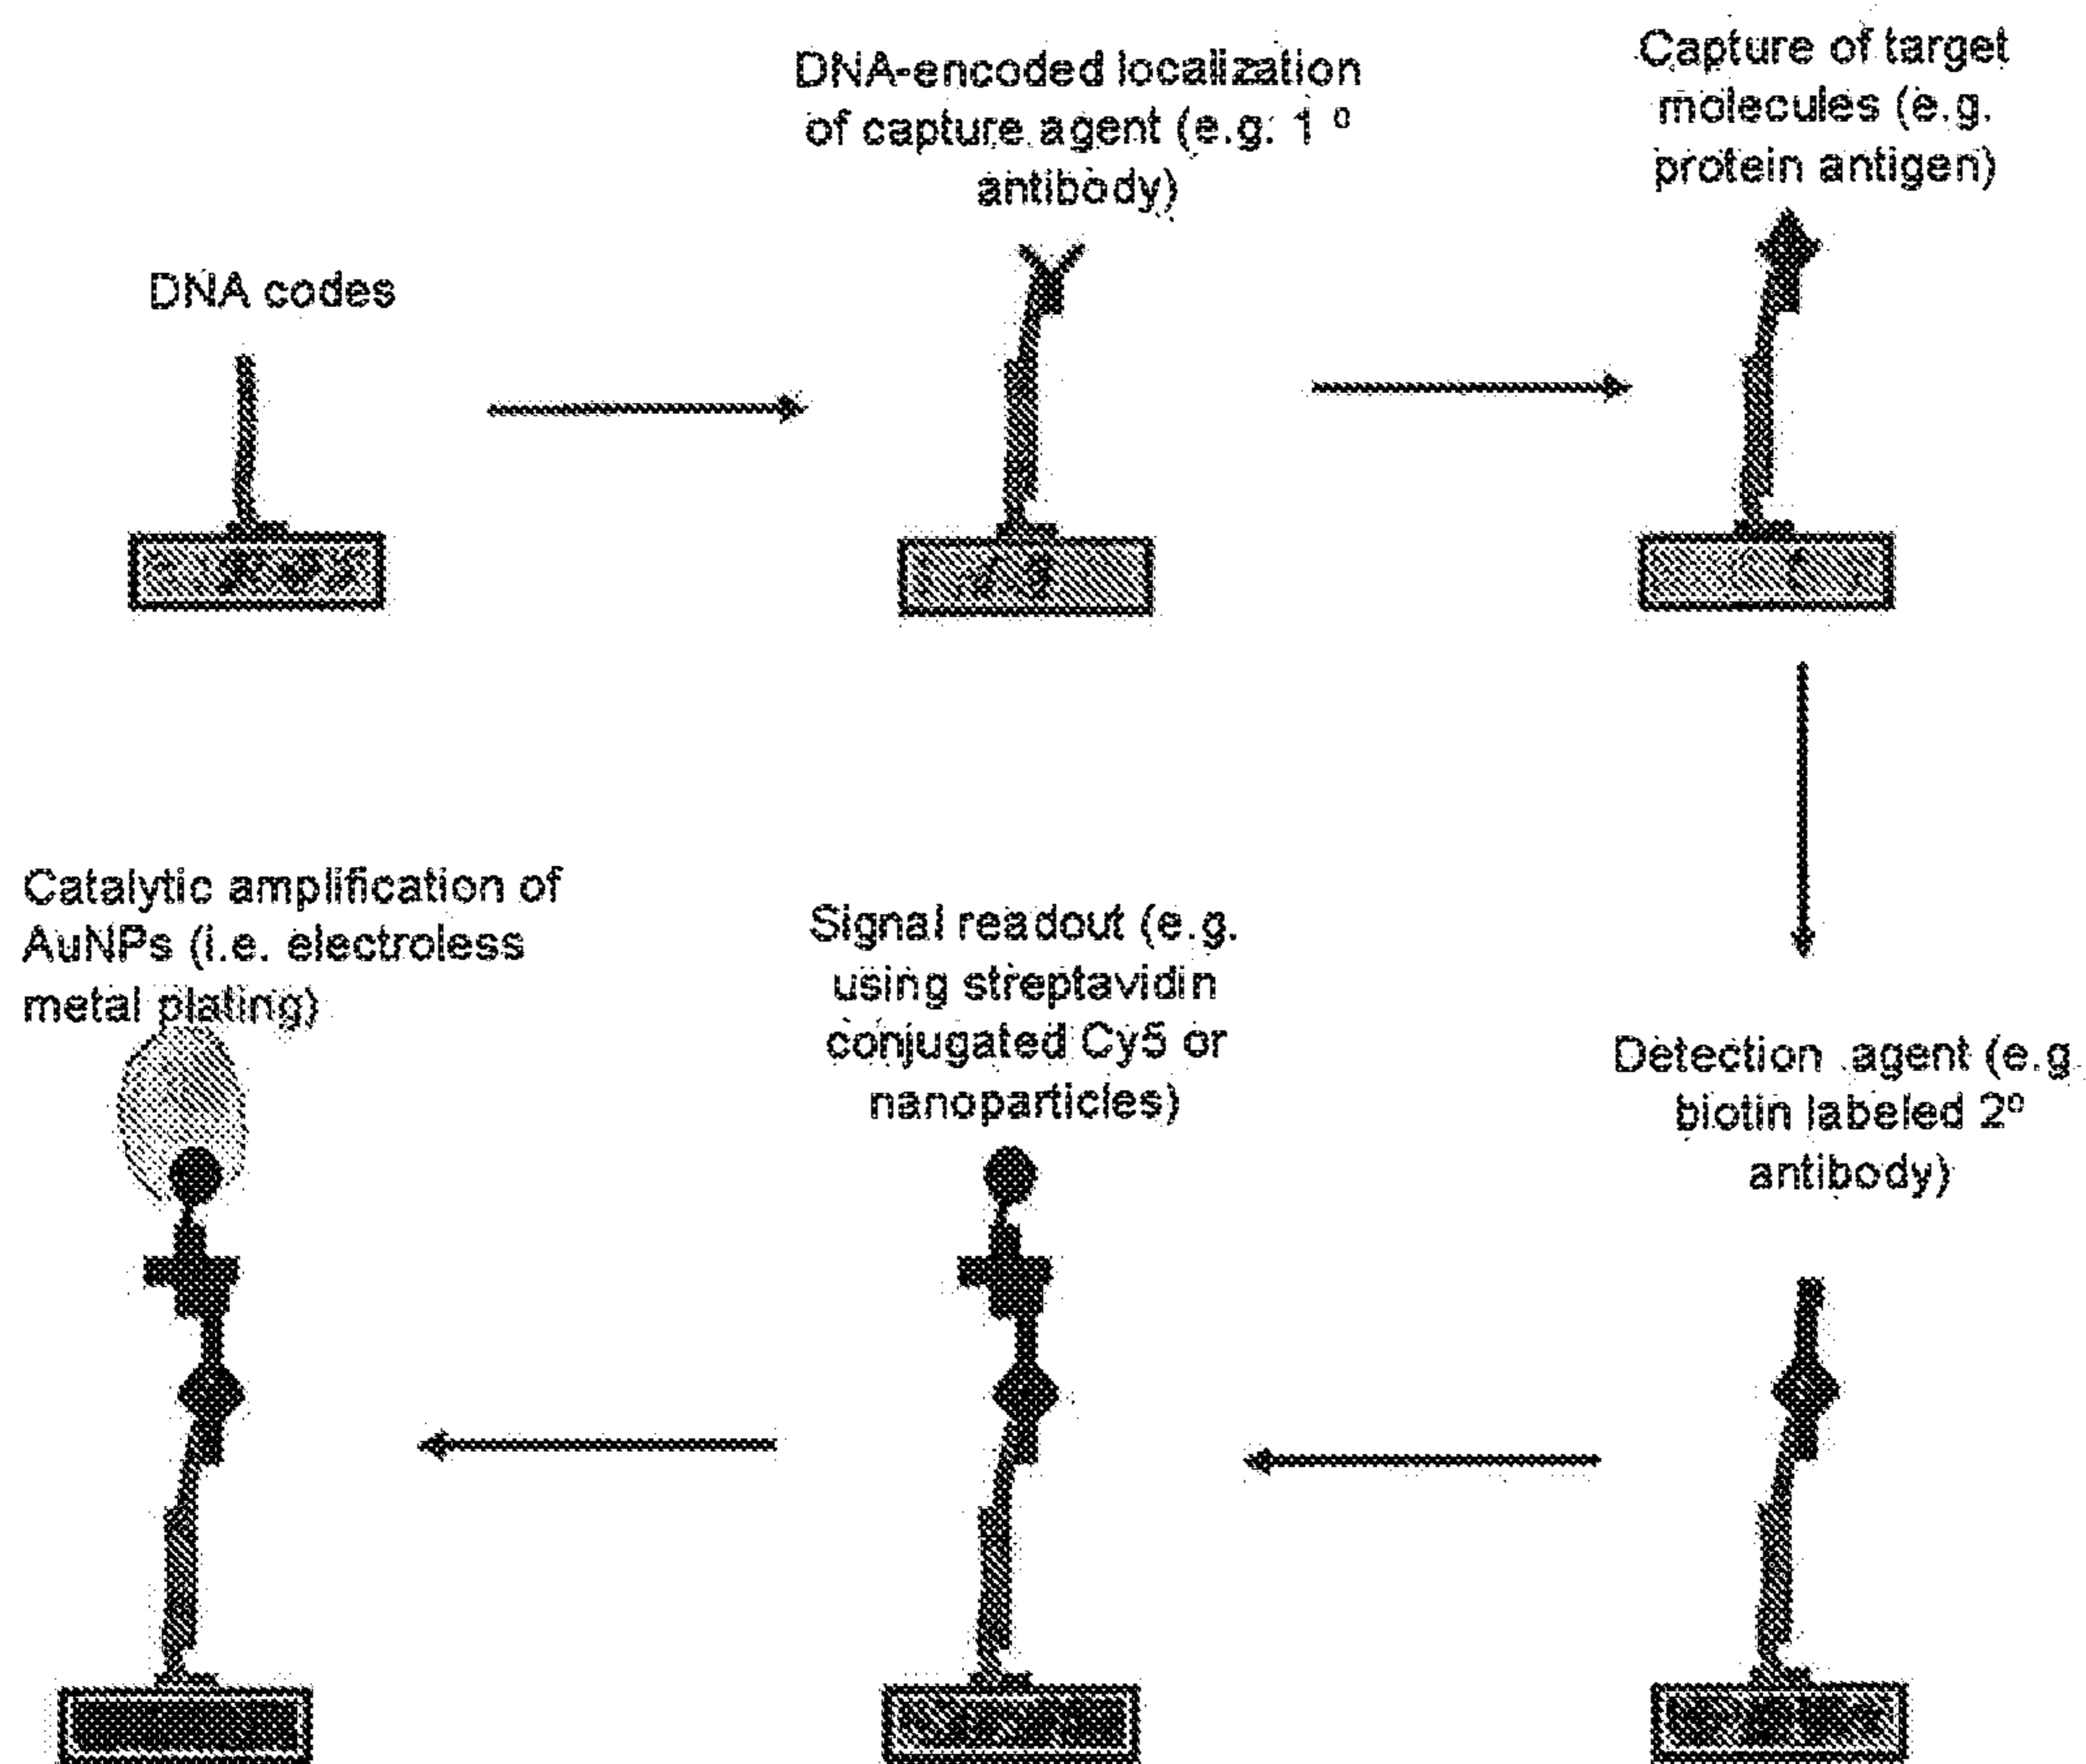 DNA codes
DNA-encoded localization
of capture agent (e.g. 1 º
antibody)
Capture of target
molecules (e.g.
protein antigen)
Detection agent (e.g
biotin labeled 2º
antibody)
Signal readout (e.g.
using streptavidin
conjugated Cy5 or
nanoparticles)
Catalytic amplification of
AuNPs (i.e. electroless
metal plating)